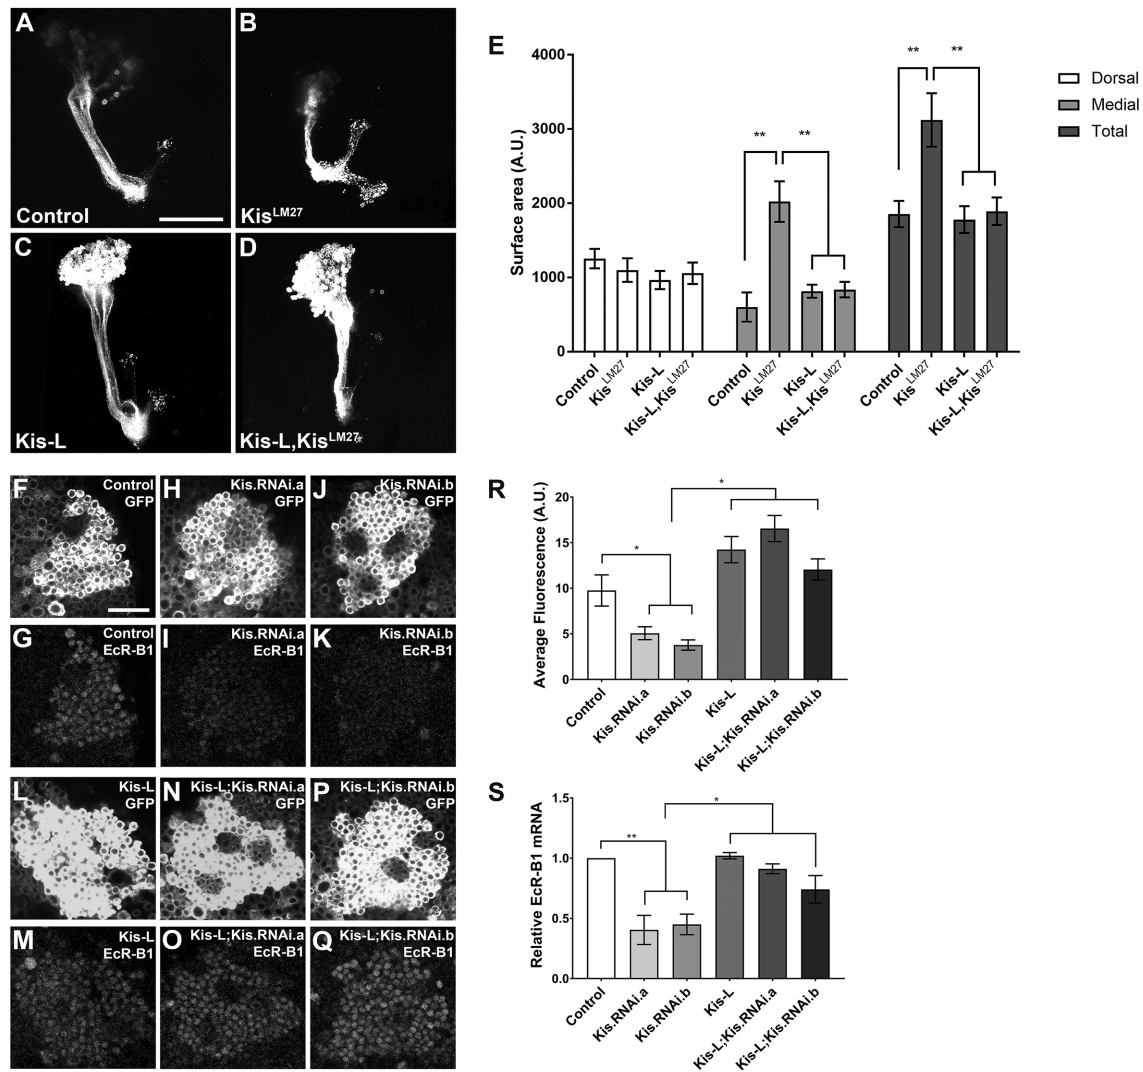 A
Control
B
Kis^LM27
C
Kis-L
D
Kis-L,Kis^LM27
E
Surface area (A.U.)
4000
3000
2000
1000
0
**
**
**
**
Control
Kis^LM27
Kis-L
Kis-L,Kis^LM27
Control
Kis^LM27
Kis-L
Kis-L,Kis^LM27
Control
Kis^LM27
Kis-L
Kis-L,Kis^LM27
Dorsal
Medial
Total
F
Control
GFP
H
Kis.RNAi.a
GFP
J
Kis.RNAi.b
GFP
G
Control
EcR-B1
I
Kis.RNAi.a
EcR-B1
K
Kis.RNAi.b
EcR-B1
L
Kis-L
GFP
N
Kis-L;Kis.RNAi.a
GFP
P
Kis-L;Kis.RNAi.b
GFP
M
Kis-L
EcR-B1
O
Kis-L;Kis.RNAi.a
EcR-B1
Q
Kis-L;Kis.RNAi.b
EcR-B1
R
Average Fluorescence (A.U.)
20
15
10
5
0
*
*
Control
Kis.RNAi.a
Kis.RNAi.b
Kis-L
Kis-L;Kis.RNAi.a
Kis-L;Kis.RNAi.b
S
Relative EcR-B1 mRNA
1.5
1.0
0.5
0.0
**
*
Control
Kis.RNAi.a
Kis.RNAi.b
Kis-L
Kis-L;Kis.RNAi.a
Kis-L;Kis.RNAi.b